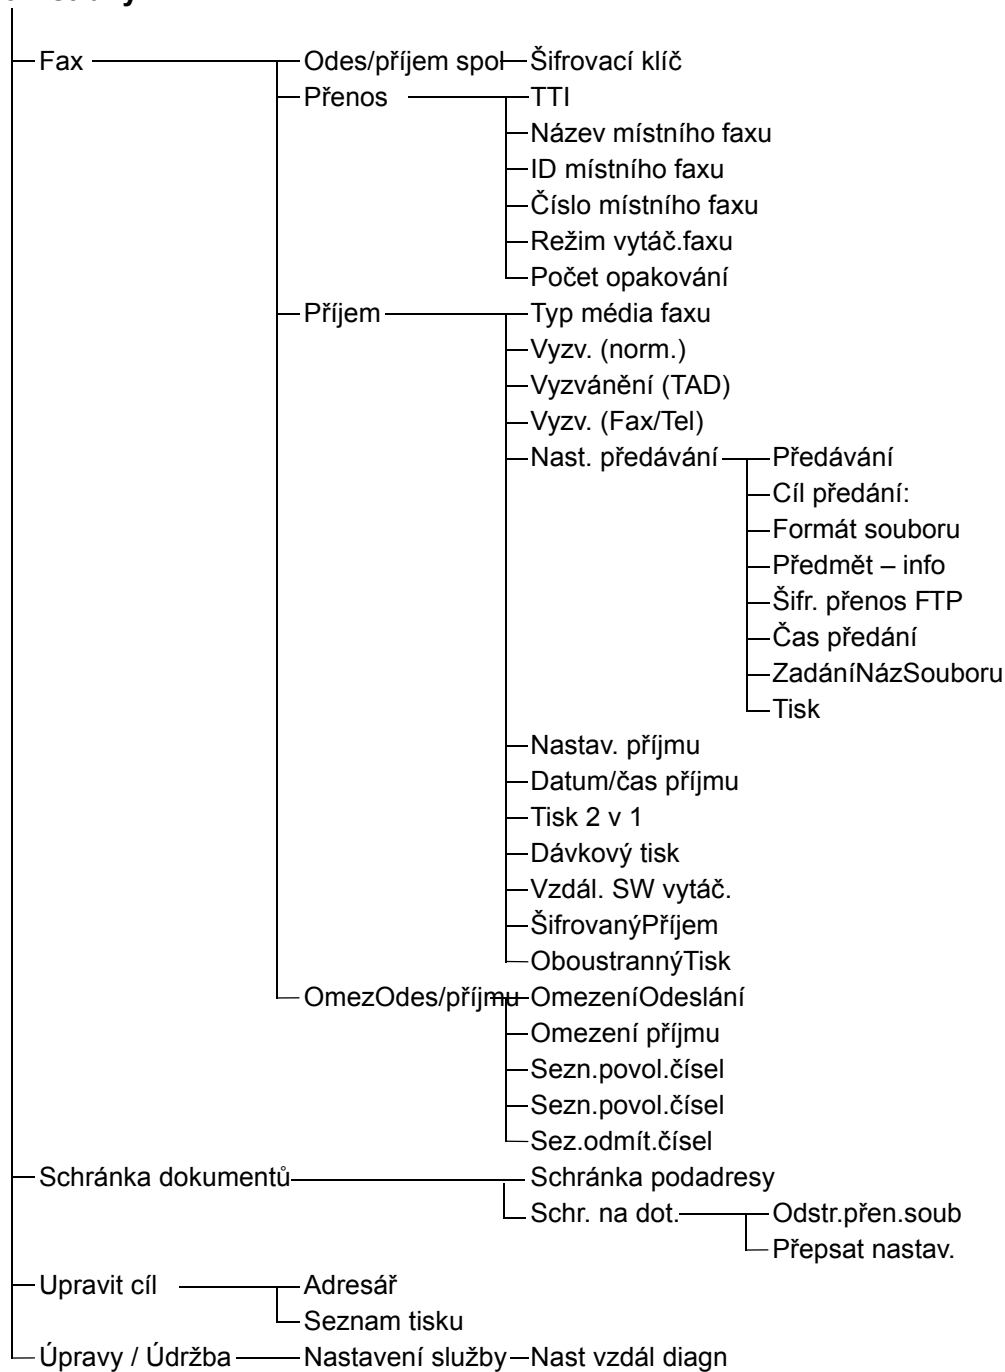 Fax Odes/příjem spol Šifrovací klíč
Přenos TTI
Název místního faxu
ID místního faxu
Číslo místního faxu
Režim vytáč.faxu
Počet opakování
Příjem Typ média faxu
Vyzv. (norm.)
Vyzvánění (TAD)
Vyzv. (Fax/Tel)
Nast. předávání Předávání
Cíl předání:
Formát souboru
Předmět – info
Šifr. přenos FTP
Čas předání
ZadáníNázSouboru
Tisk
Nastav. příjmu
Datum/čas příjmu
Tisk 2 v 1
Dávkový tisk
Vzdál. SW vytáč.
ŠifrovanýPříjem
OboustrannýTisk
OmezOdes/příjmu OmezeníOdeslání
Omezení příjmu
Sezn.povol.čísel
Sezn.povol.čísel
Sez.odmít.čísel
Schránka dokumentů Schránka podadresy
Schr. na dot. Odstr.přen.soub
Přepsat nastav.
Upravit cíl Adresář
Seznam tisku
Úpravy / Údržba Nastavení služby Nast vzdál diagn